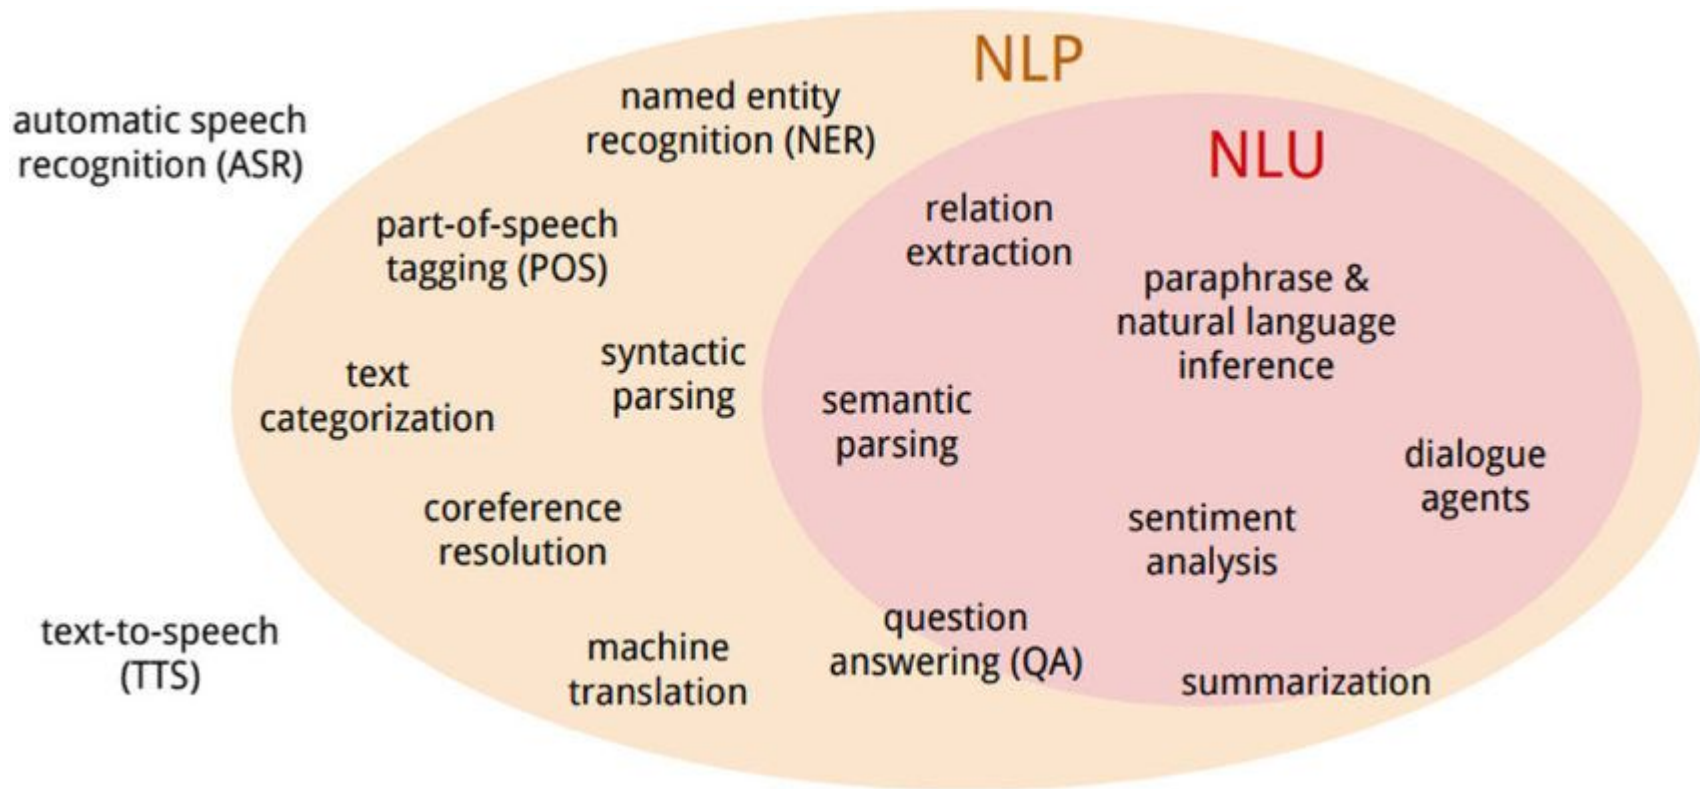 NLP
named entity
recognition (NER)
automatic speech
recognition (ASR)
NLU
part-of-speech
tagging (POS)
relation
extraction
paraphrase &
natural language
inference
syntactic
parsing
text
categorization
semantic
parsing
dialogue
agents
coreference
resolution
sentiment
analysis
text-to-speech
(TTS)
machine
translation
question
answering (QA)
summarization